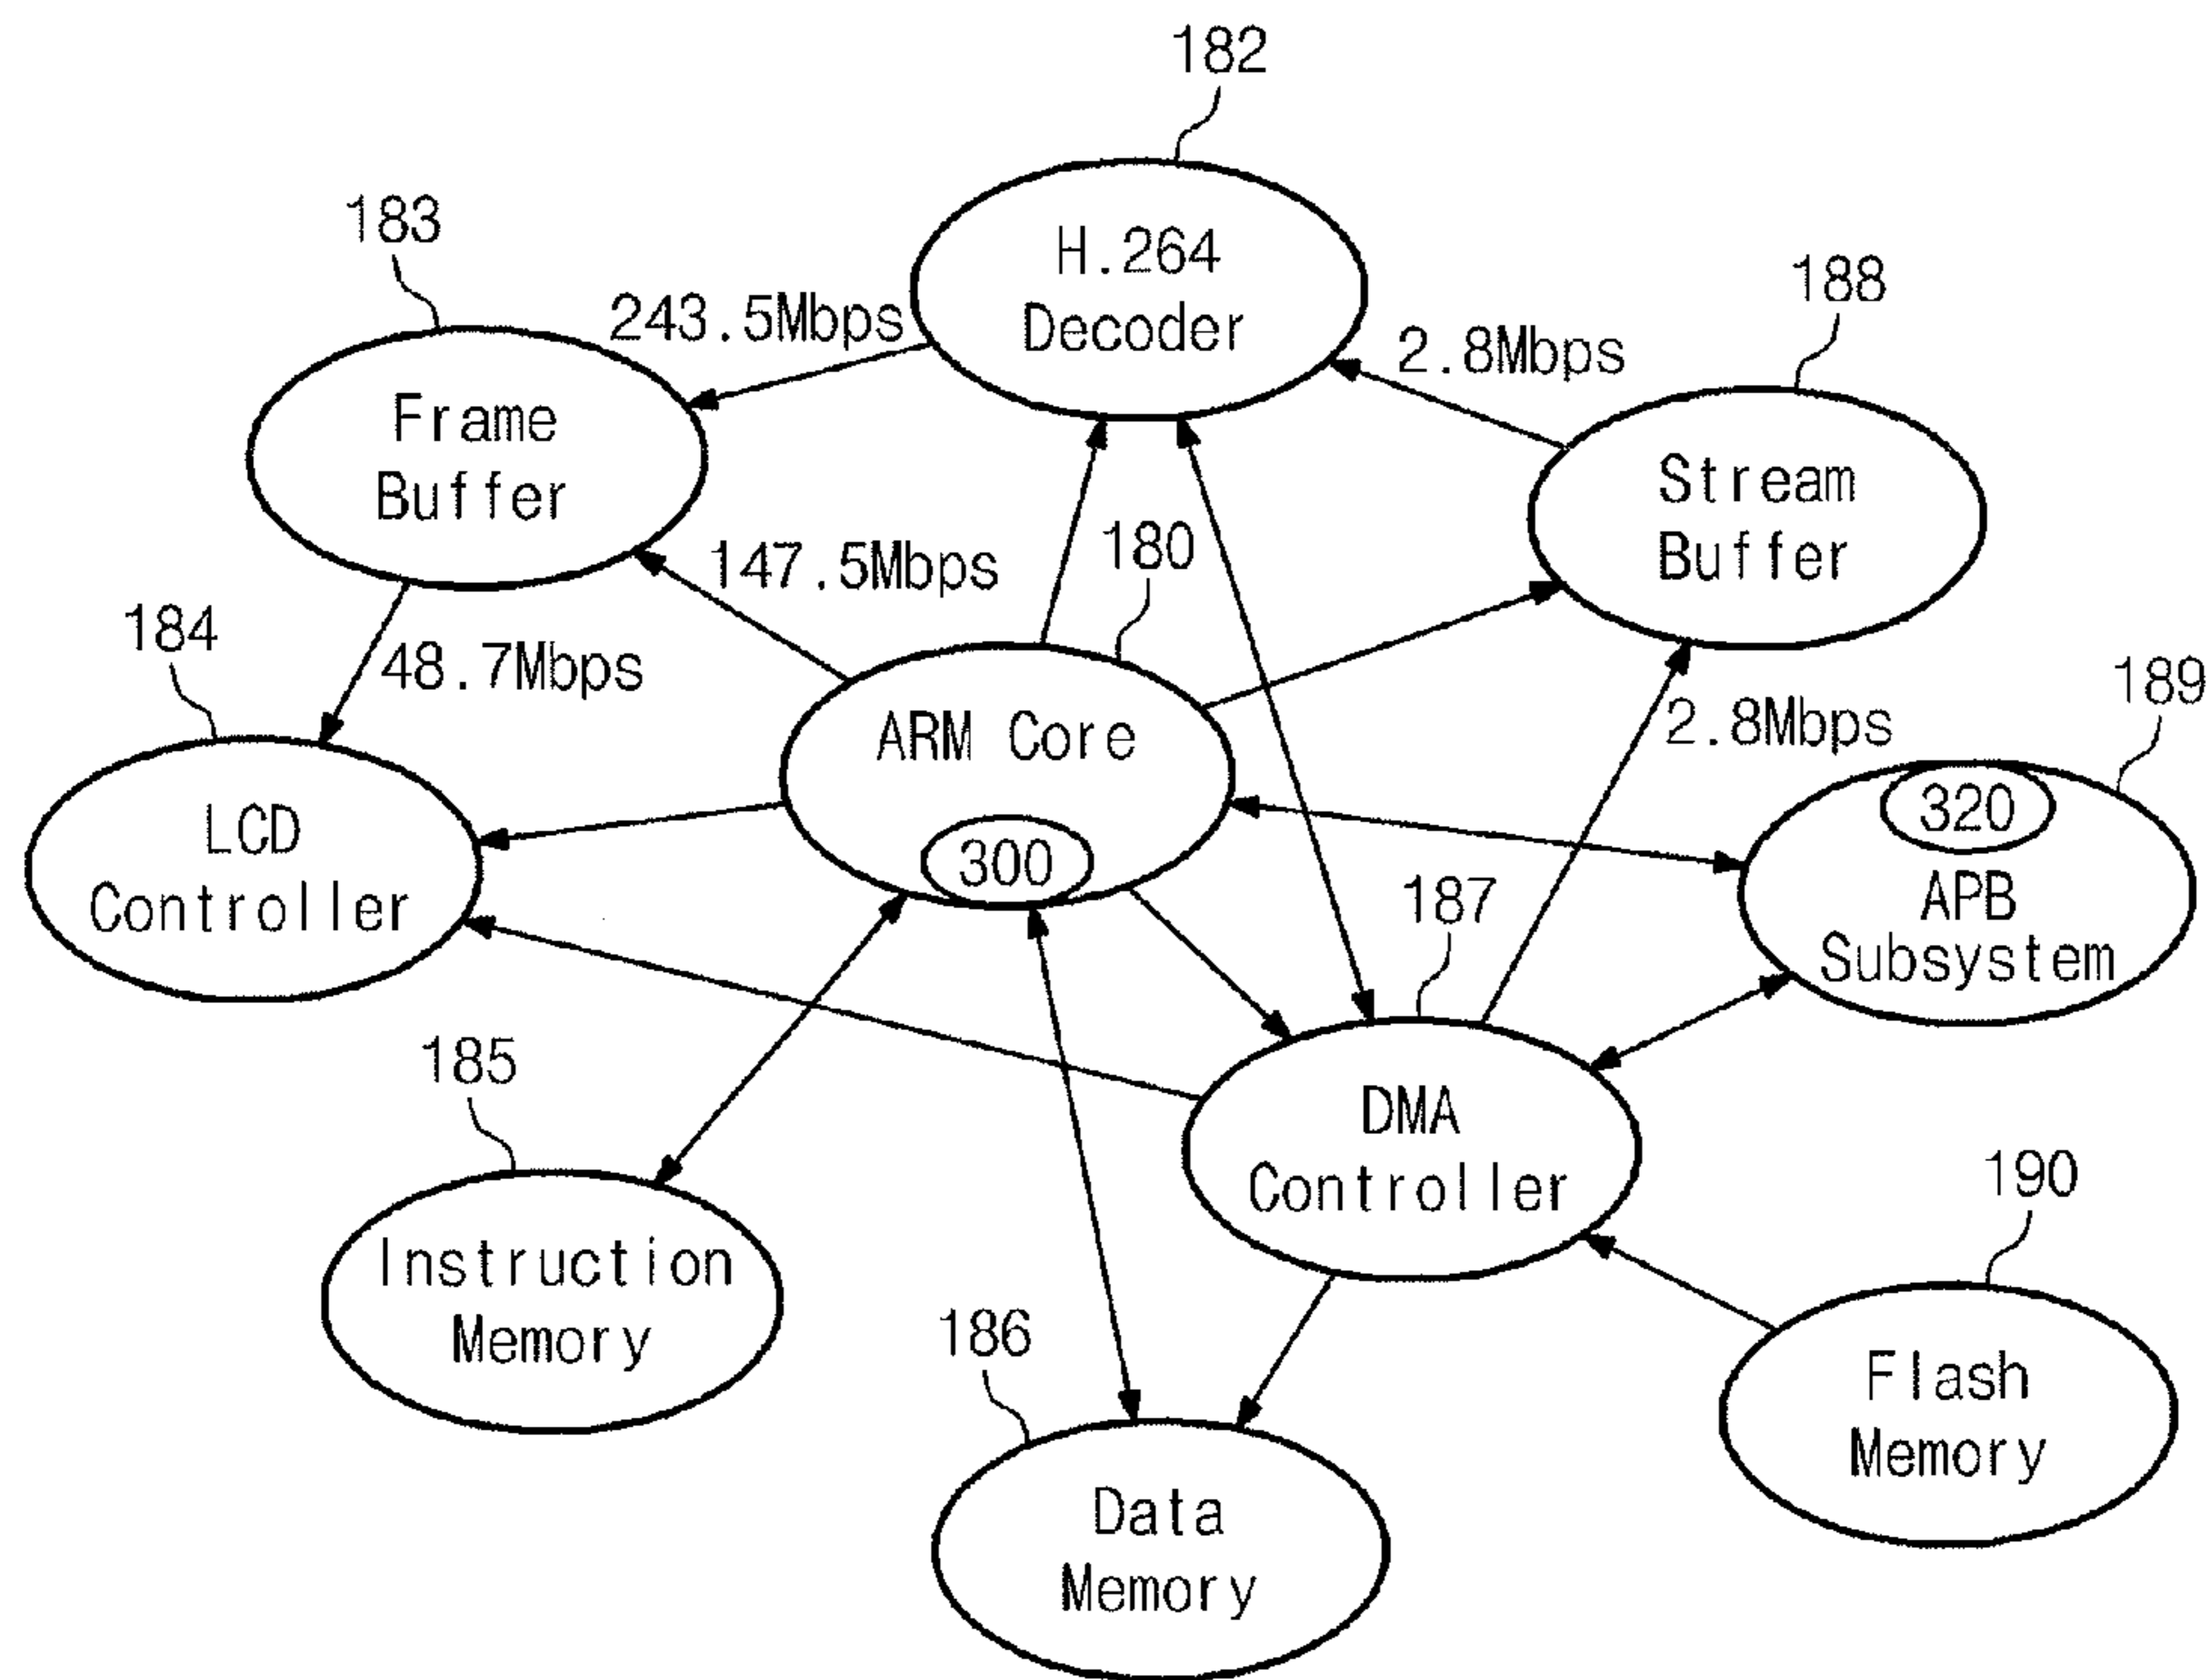 182
183
H.264
Decoder
188
243.5Mbps
2.8Mbps
Frame
Buffer
Stream
Buffer
180
147.5Mbps
184
48.7Mbps
189
2.8Mbps
ARM Core
320
LCD
Controller
300
187
APB
Subsystem
185
DMA
Controller
190
Instruction
Memory
186
Flash
Memory
Data
Memory